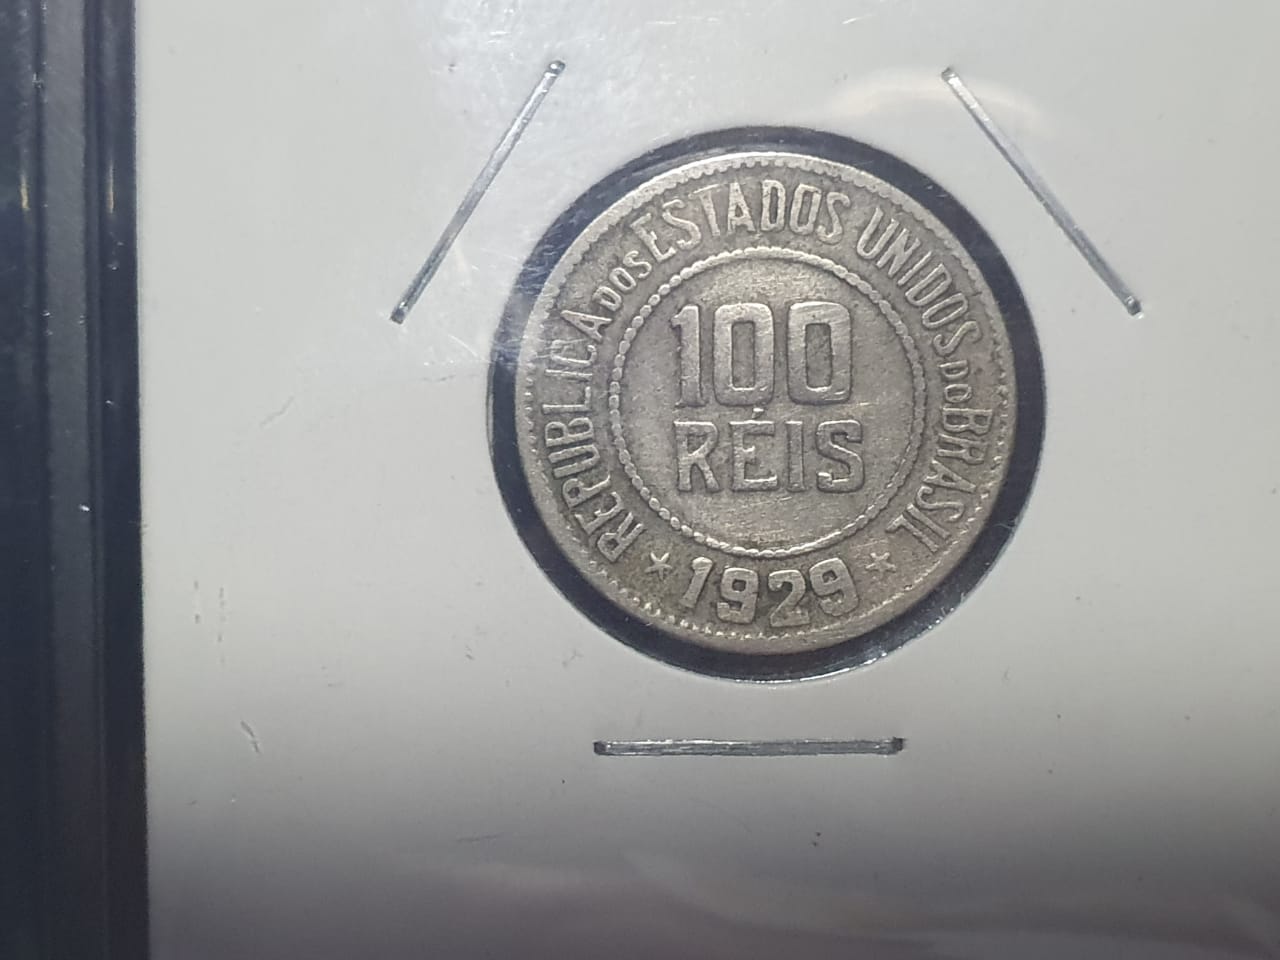 REPUBLICA DOS ESTADOS UNIDOS DO BRASIL
100
RÉIS
* 1929 *